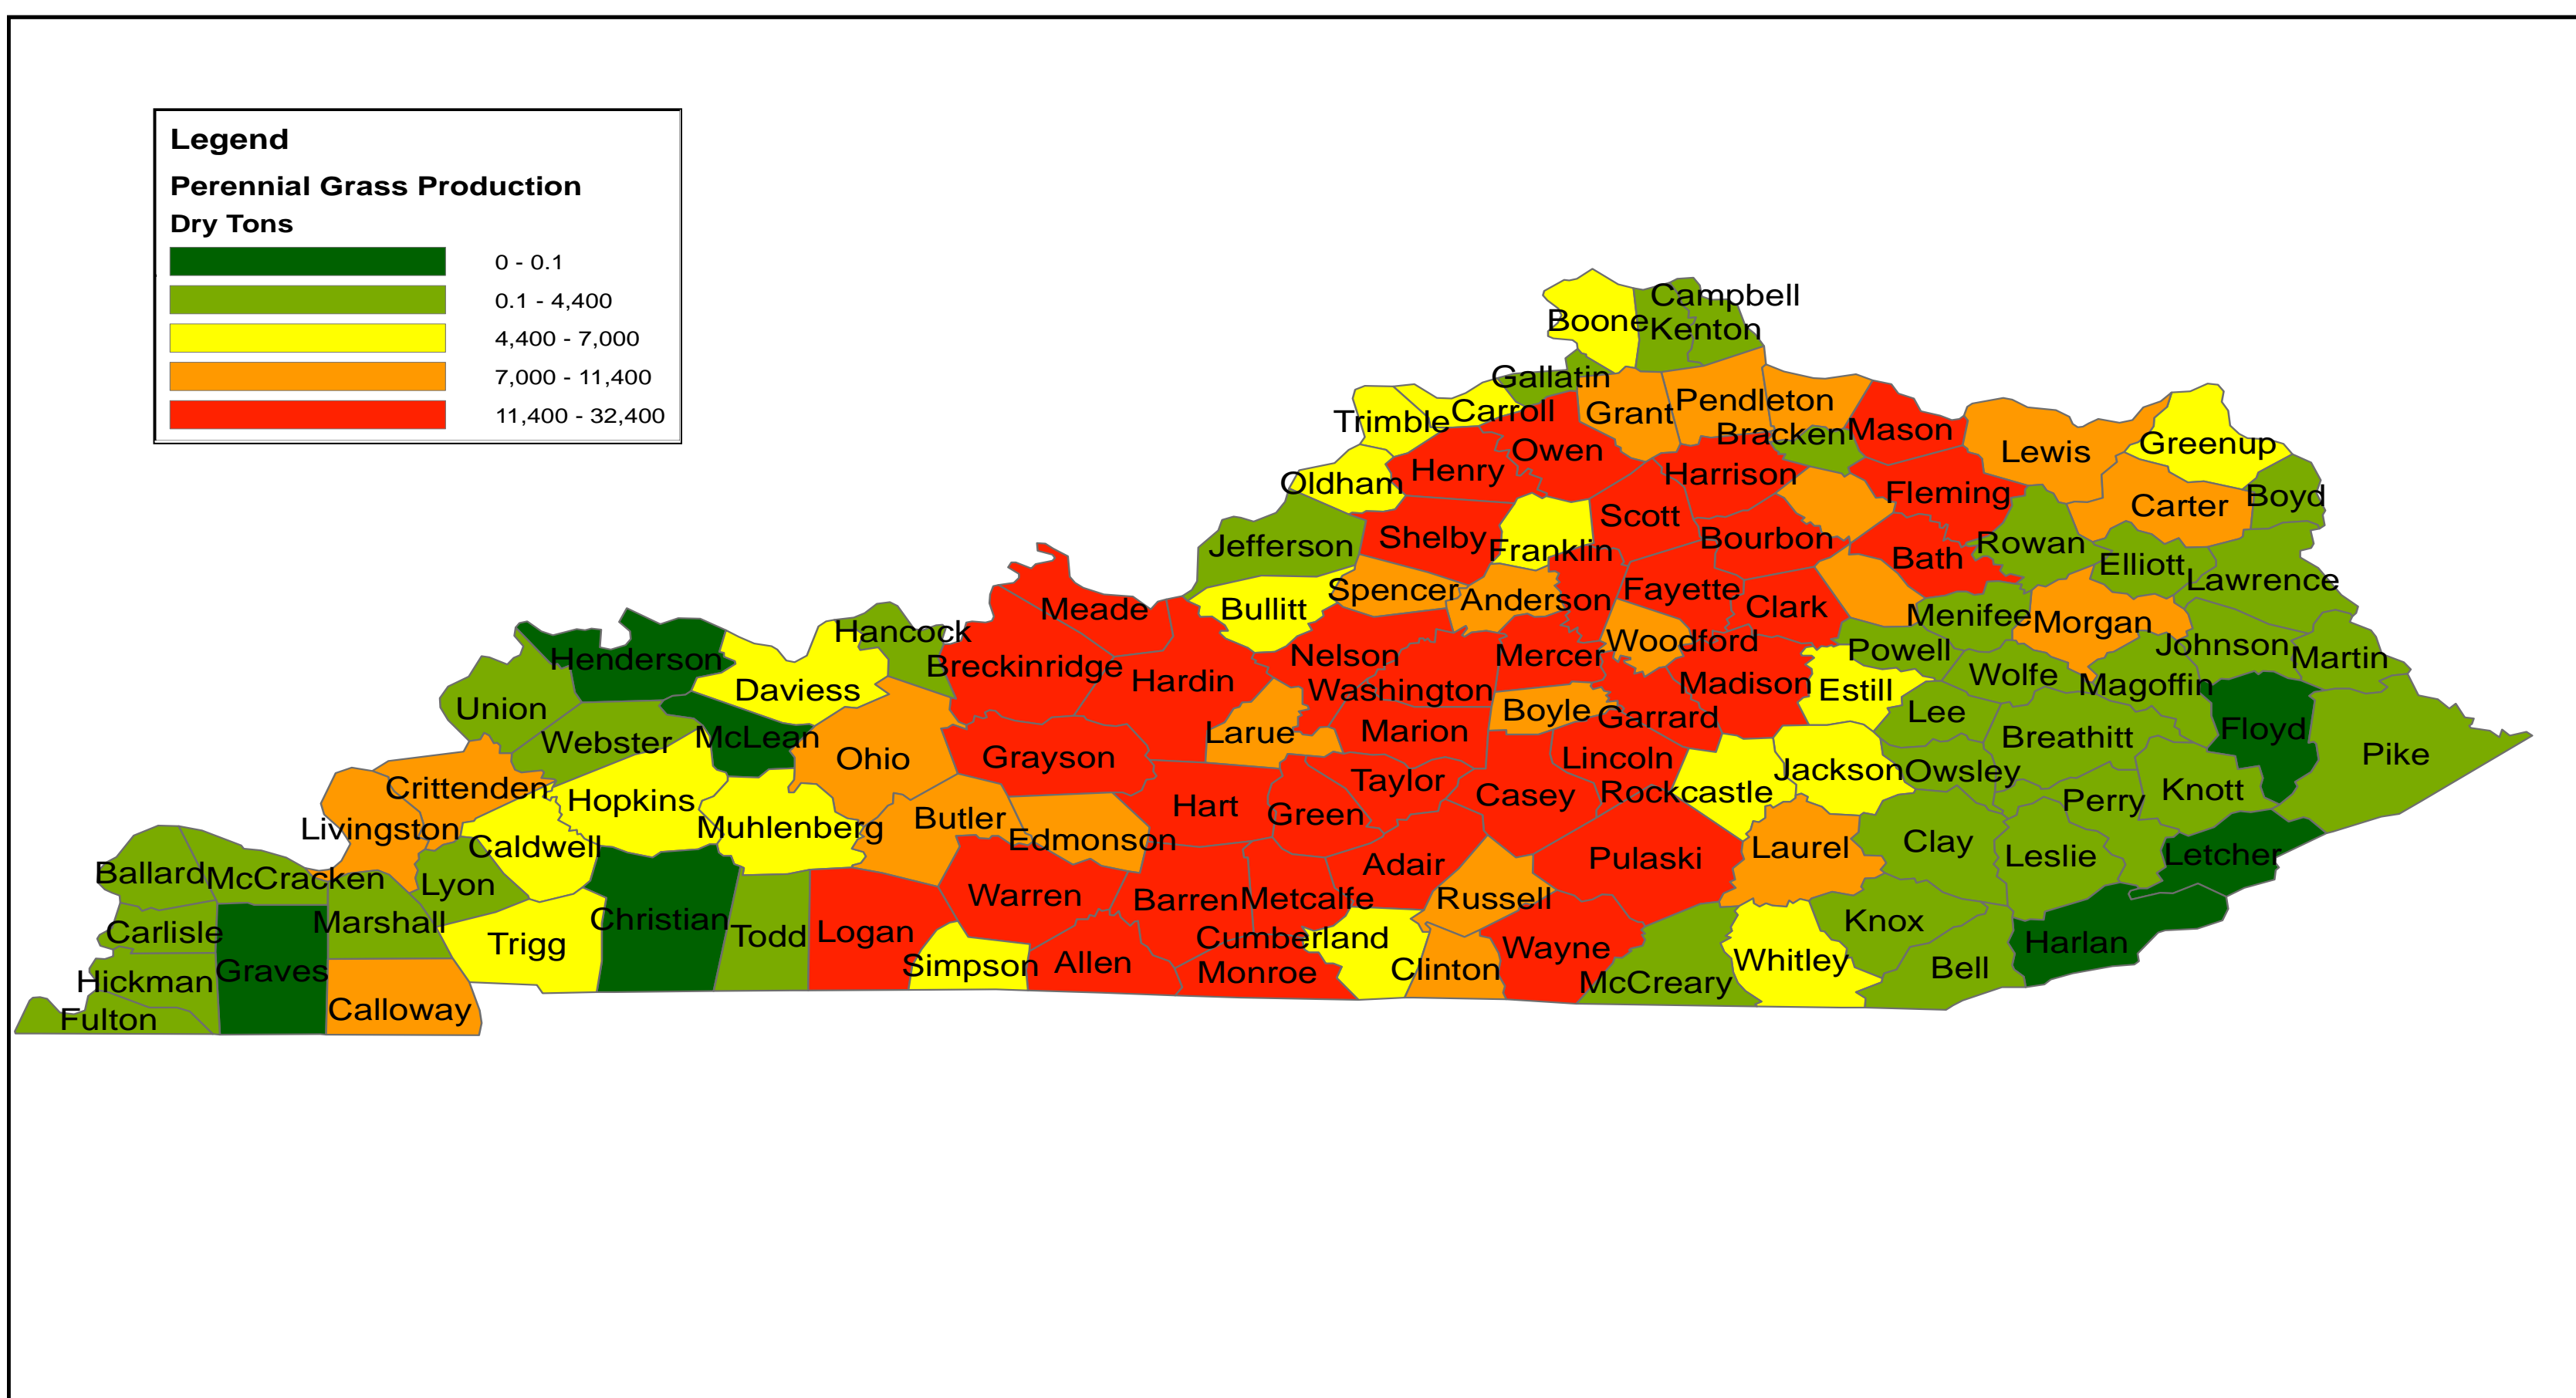 Legend
Perennial Grass Production
Dry Tons
0 - 0.1
0.1 - 4,400
4,400 - 7,000
7,000 - 11,400
11,400 - 32,400
Campbell
Boone
Kenton
Gallatin
Trimble
Carroll
Grant
Pendleton
Bracken
Mason
Lewis
Greenup
Oldham
Henry
Owen
Harrison
Fleming
Carter
Boyd
Jefferson
Shelby
Franklin
Scott
Bourbon
Bath
Rowan
Elliott
Lawrence
Meade
Bullitt
Spencer
Anderson
Fayette
Clark
Menifee
Morgan
Hancock
Henderson
Breckinridge
Hardin
Nelson
Mercer
Woodford
Powell
Johnson
Martin
Daviess
Washington
Madison
Estill
Wolfe
Magoffin
Union
Webster
McLean
Ohio
Grayson
Larue
Marion
Boyle
Garrard
Lee
Breathitt
Floyd
Pike
Crittenden
Hopkins
Lincoln
Jackson
Owsley
Livingston
Caldwell
Muhlenberg
Butler
Edmonson
Hart
Green
Taylor
Casey
Rockcastle
Perry
Knott
Ballard
McCracken
Lyon
Warren
Barren
Metcalfe
Adair
Russell
Pulaski
Laurel
Clay
Leslie
Letcher
Carlisle
Marshall
Christian
Todd
Logan
Cumberland
Wayne
Knox
Harlan
Hickman
Graves
Trigg
Simpson
Allen
Monroe
Clinton
McCreary
Whitley
Bell
Fulton
Calloway